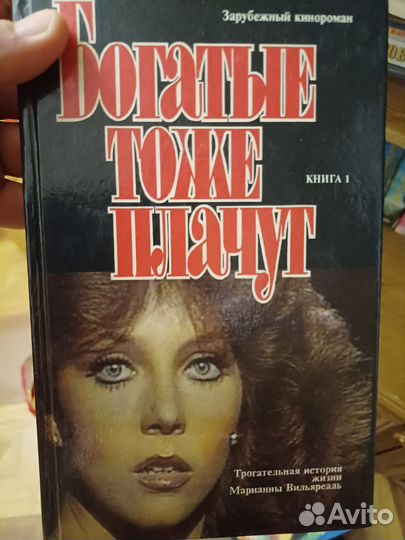 Зарубежный кинороман
Богатые
тоже
плачут
КНИГА 1
Трогательная история
жизни
Марианны Вильяреаль
Avito